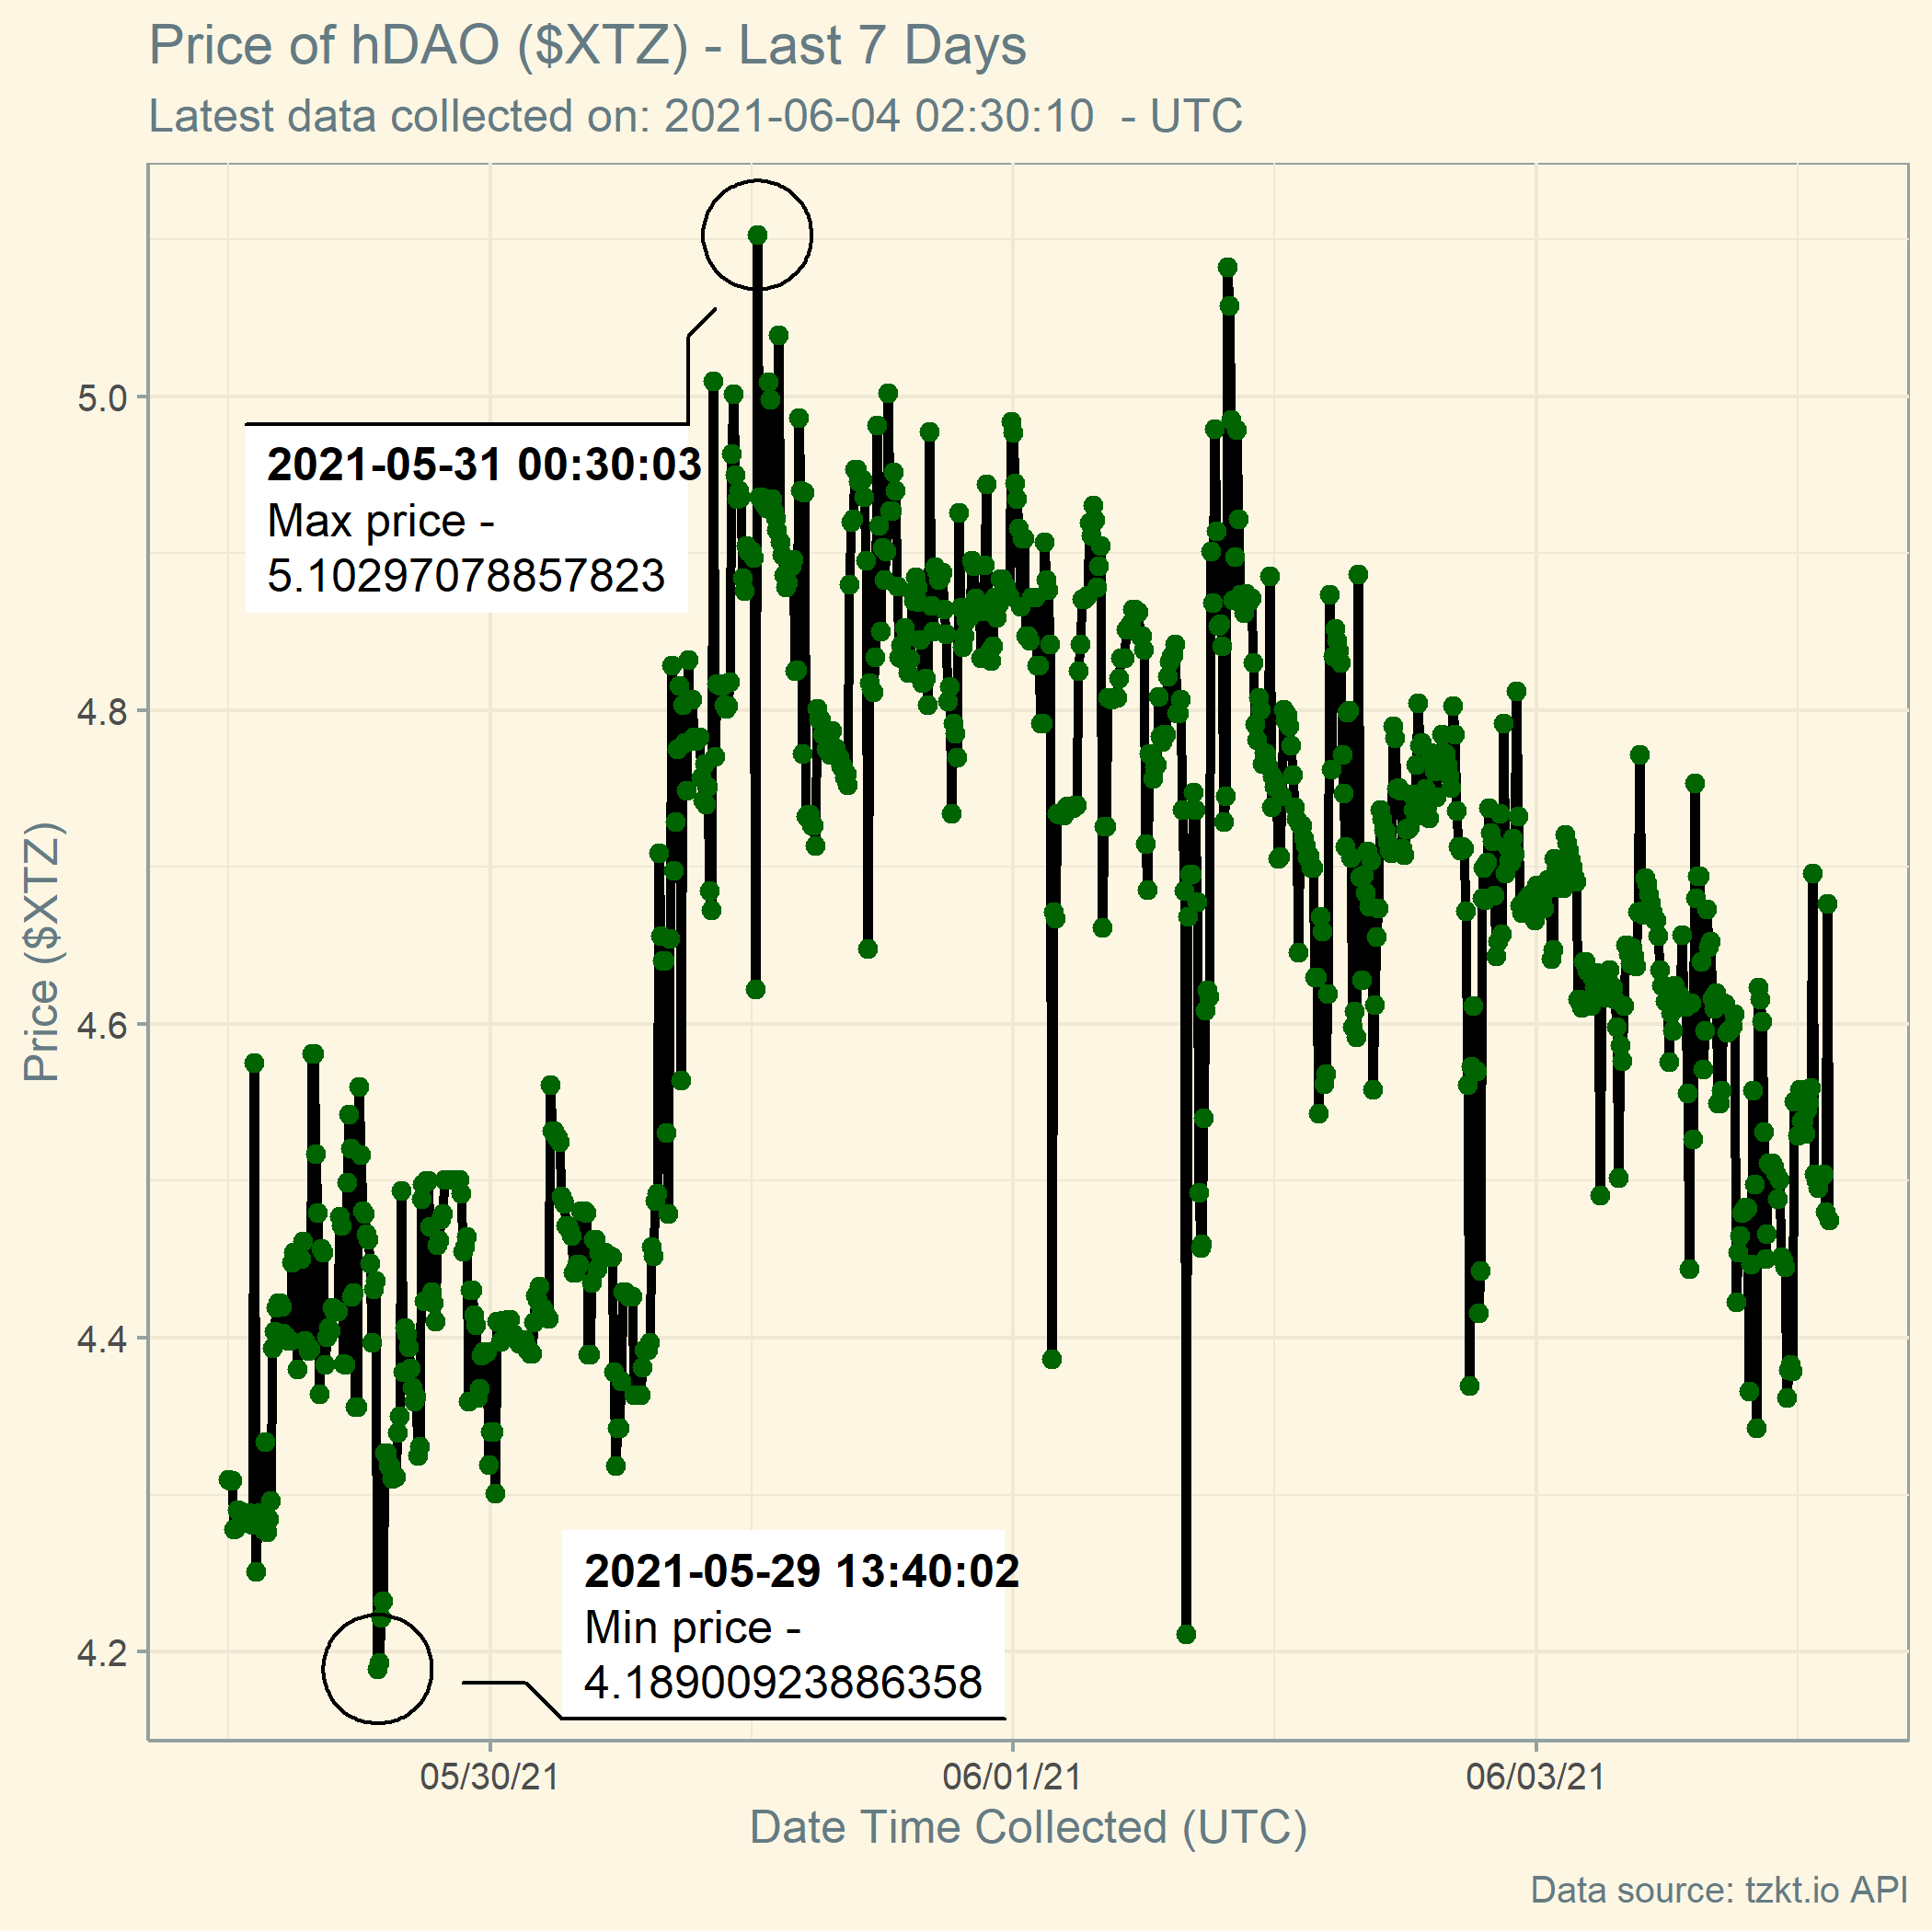 Price of hDAO ($XTZ) - Last 7 Days
Latest data collected on: 2021-06-04 02:30:10  - UTC
2021-05-31 00:30:03
Max price -
5.10297078857823
5.0
4.8
4.6
4.4
4.2
Price ($XTZ)
2021-05-29 13:40:02
Min price -
4.18900923886358
05/30/21
06/01/21
06/03/21
Date Time Collected (UTC)
Data source: tzkt.io API